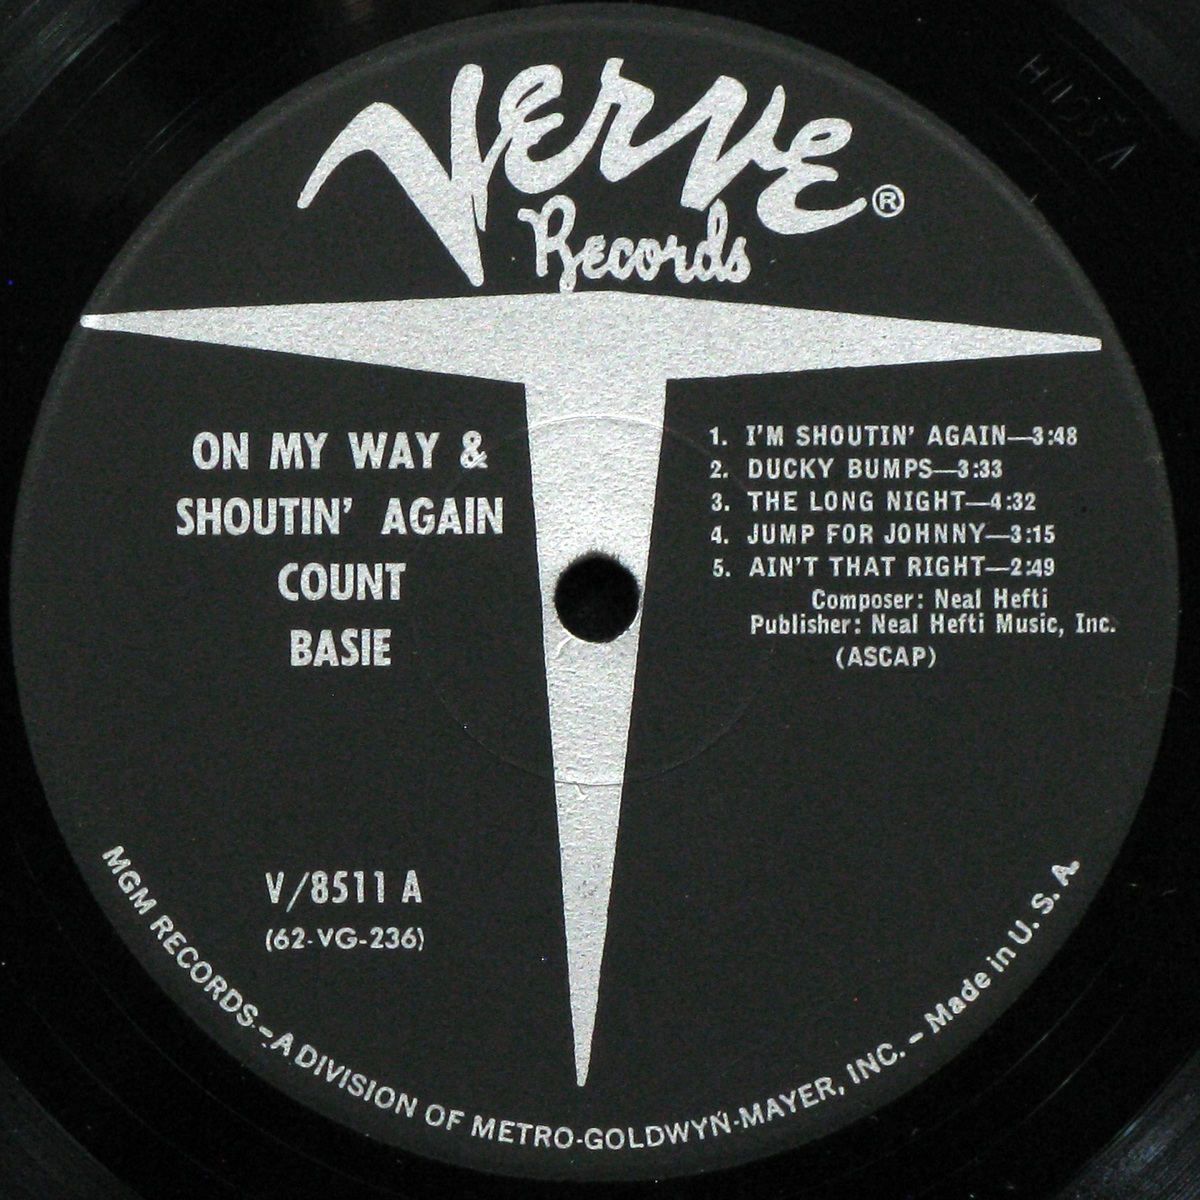 Verve ®
Records
ON MY WAY &
SHOUTIN' AGAIN
COUNT
BASIE
1. I'M SHOUTIN' AGAIN—3:48
2. DUCKY BUMPS—3:33
3. THE LONG NIGHT—4:32
4. JUMP FOR JOHNNY—3:15
5. AIN'T THAT RIGHT—2:49
Composer: Neal Hefti
Publisher: Neal Hefti Music, Inc.
(ASCAP)
V/8511 A
(62-VG-236)
MGM RECORDS – A DIVISION OF METRO-GOLDWYN-MAYER, INC. – Made in U. S. A.